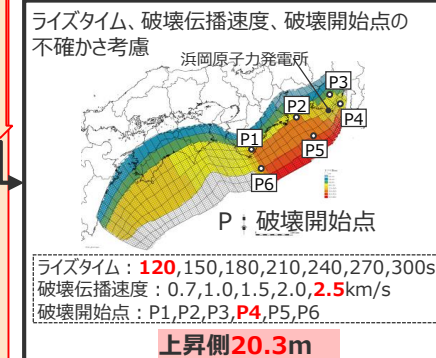 ライズタイム、破壊伝播速度、破壊開始点の
不確かさ考慮
浜岡原子力発電所
P3
P2
P4
P1
P5
P6
P：破壊開始点
ライズタイム：120,150,180,210,240,270,300s
破壊伝播速度：0.7,1.0,1.5,2.0,2.5km/s
破壊開始点：P1,P2,P3,P4,P5,P6
上昇側20.3m